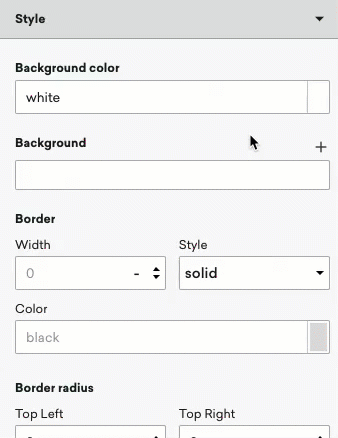 Style
Background color
white
Background
+
Border
Width Style
0 - solid
Color
black
Border radius
Top Left Top Right